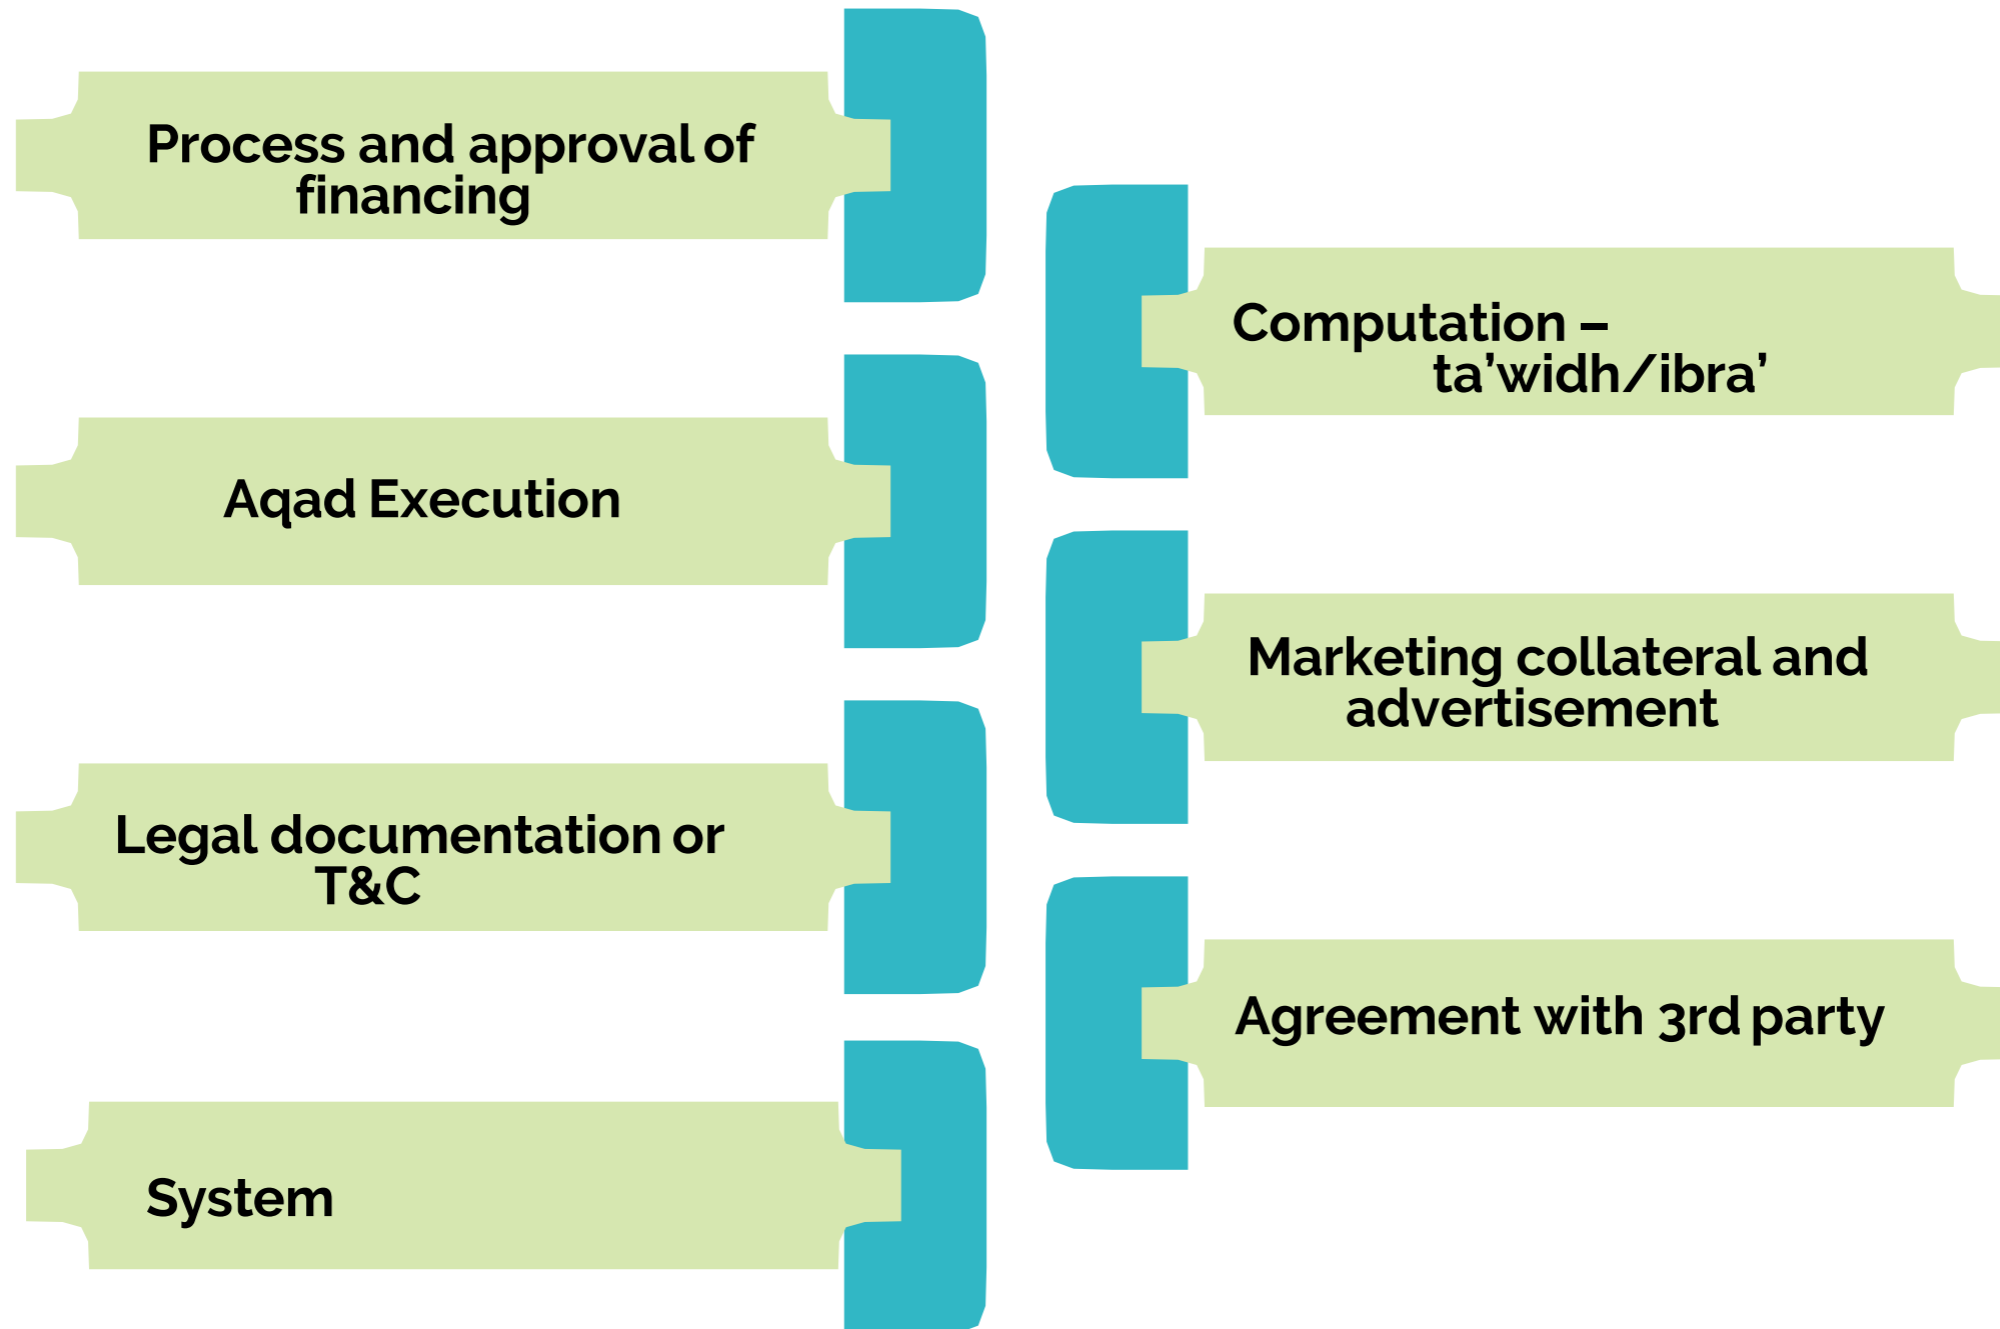 Process and approval of
financing
Computation –
ta’widh/ibra’
Aqad Execution
Marketing collateral and
advertisement
Legal documentation or
T&C
Agreement with 3rd party
System